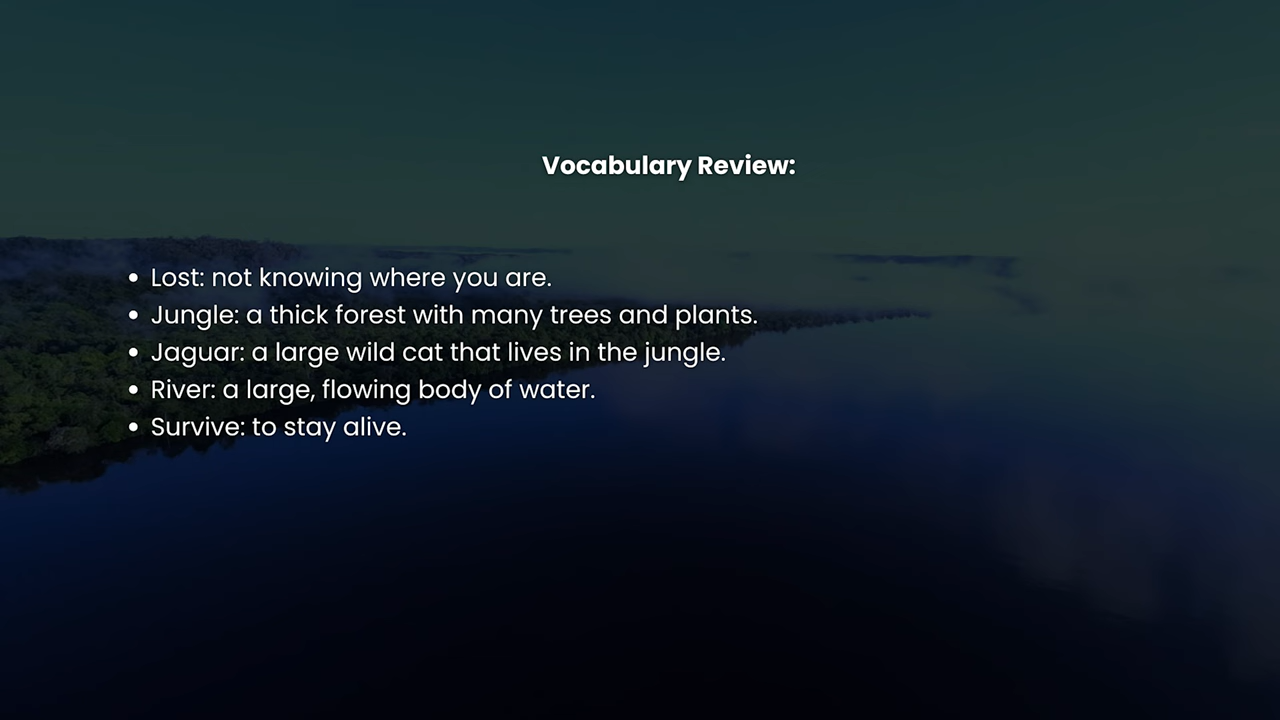 Vocabulary Review:
• Lost: not knowing where you are.
• Jungle: a thick forest with many trees and plants.
• Jaguar: a large wild cat that lives in the jungle.
• River: a large, flowing body of water.
• Survive: to stay alive.